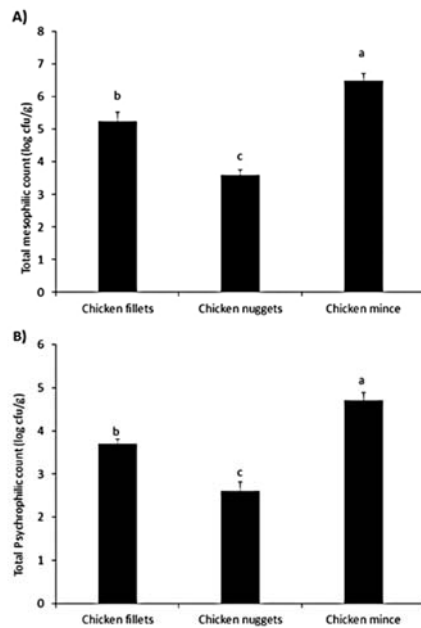 A)
Total mesophilic count (log cfu/g)
8
7
6
5
4
3
2
1
0
b
c
a
Chicken fillets
Chicken nuggets
Chicken mince
B)
Total Psychrophilic count (log cfu/g)
6
5
4
3
2
1
0
b
c
a
Chicken fillets
Chicken nuggets
Chicken mince